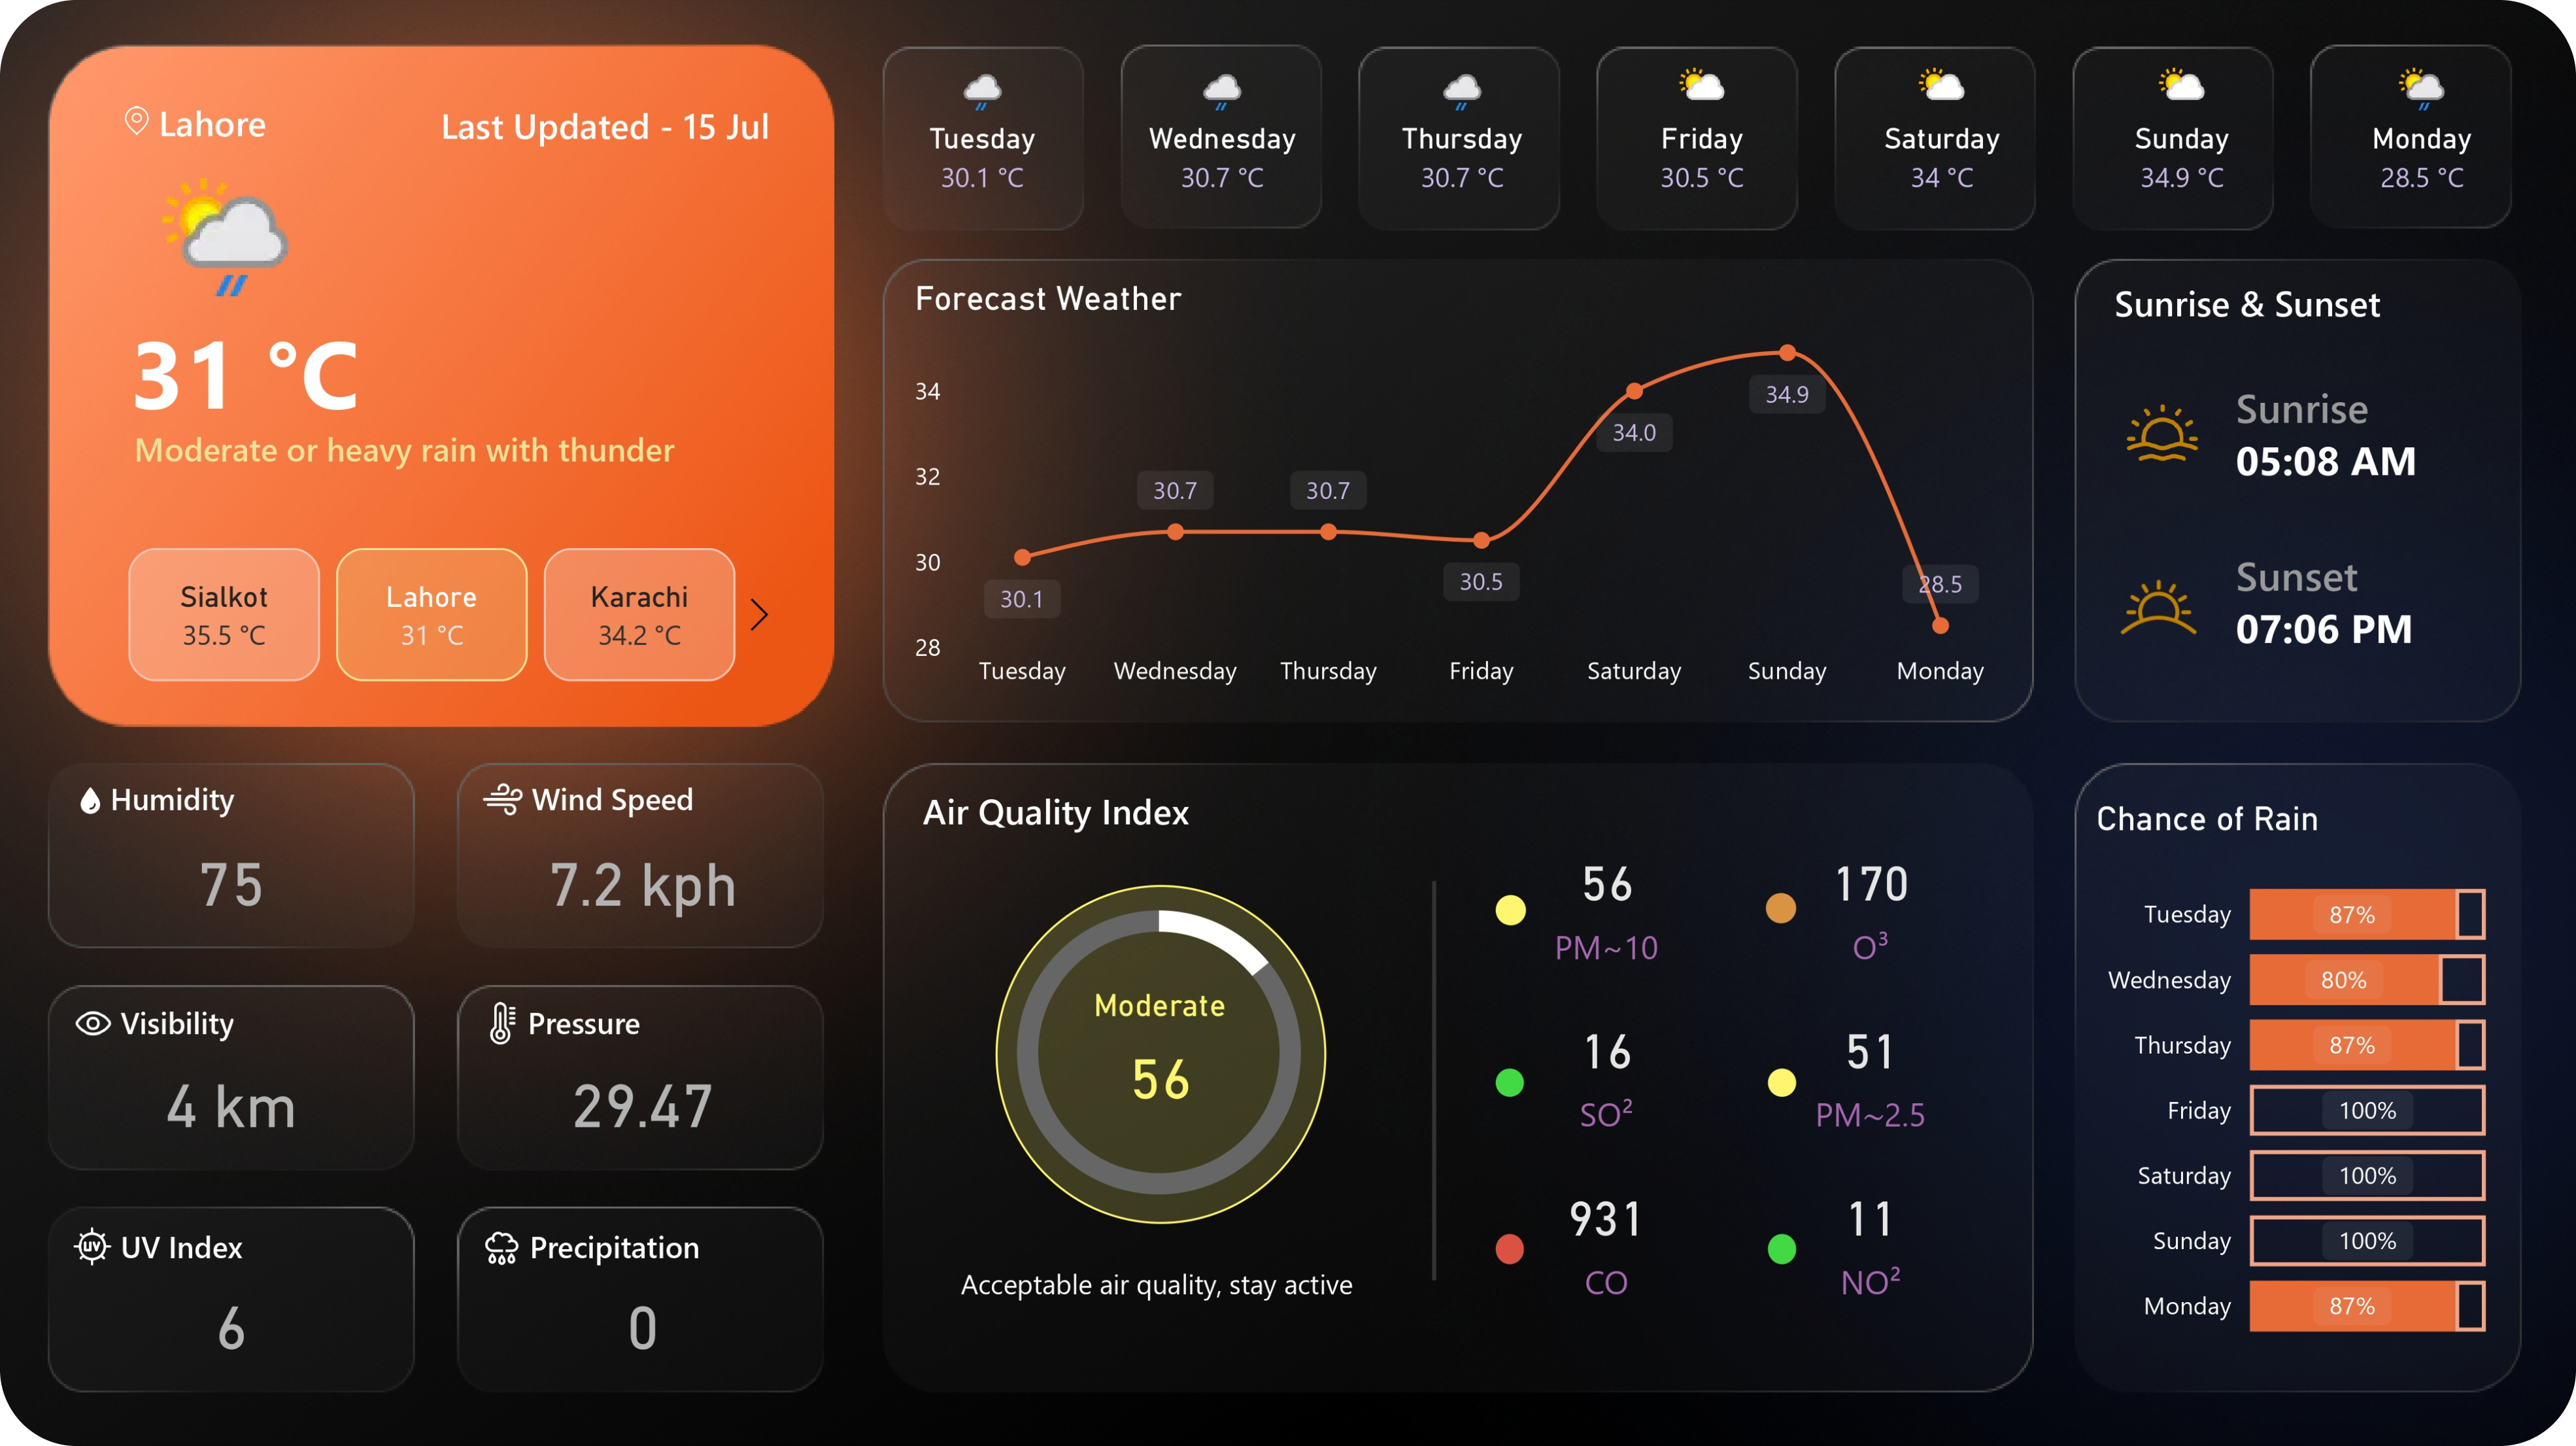 Lahore
Last Updated - 15 Jul
31 °C
Moderate or heavy rain with thunder
Sialkot
35.5 °C
Lahore
31 °C
Karachi
34.2 °C
Tuesday
30.1 °C
Wednesday
30.7 °C
Thursday
30.7 °C
Friday
30.5 °C
Saturday
34 °C
Sunday
34.9 °C
Monday
28.5 °C
Forecast Weather
34
32
30
28
30.1
30.7
30.7
30.5
34.0
34.9
28.5
Tuesday
Wednesday
Thursday
Friday
Saturday
Sunday
Monday
Sunrise & Sunset
Sunrise
05:08 AM
Sunset
07:06 PM
Humidity
75
Wind Speed
7.2 kph
Visibility
4 km
Pressure
29.47
UV
UV Index
6
Precipitation
0
Air Quality Index
Moderate
56
Acceptable air quality, stay active
56
PM~10
170
O³
16
SO²
51
PM~2.5
931
CO
11
NO²
Chance of Rain
Tuesday 87%
Wednesday 80%
Thursday 87%
Friday 100%
Saturday 100%
Sunday 100%
Monday 87%